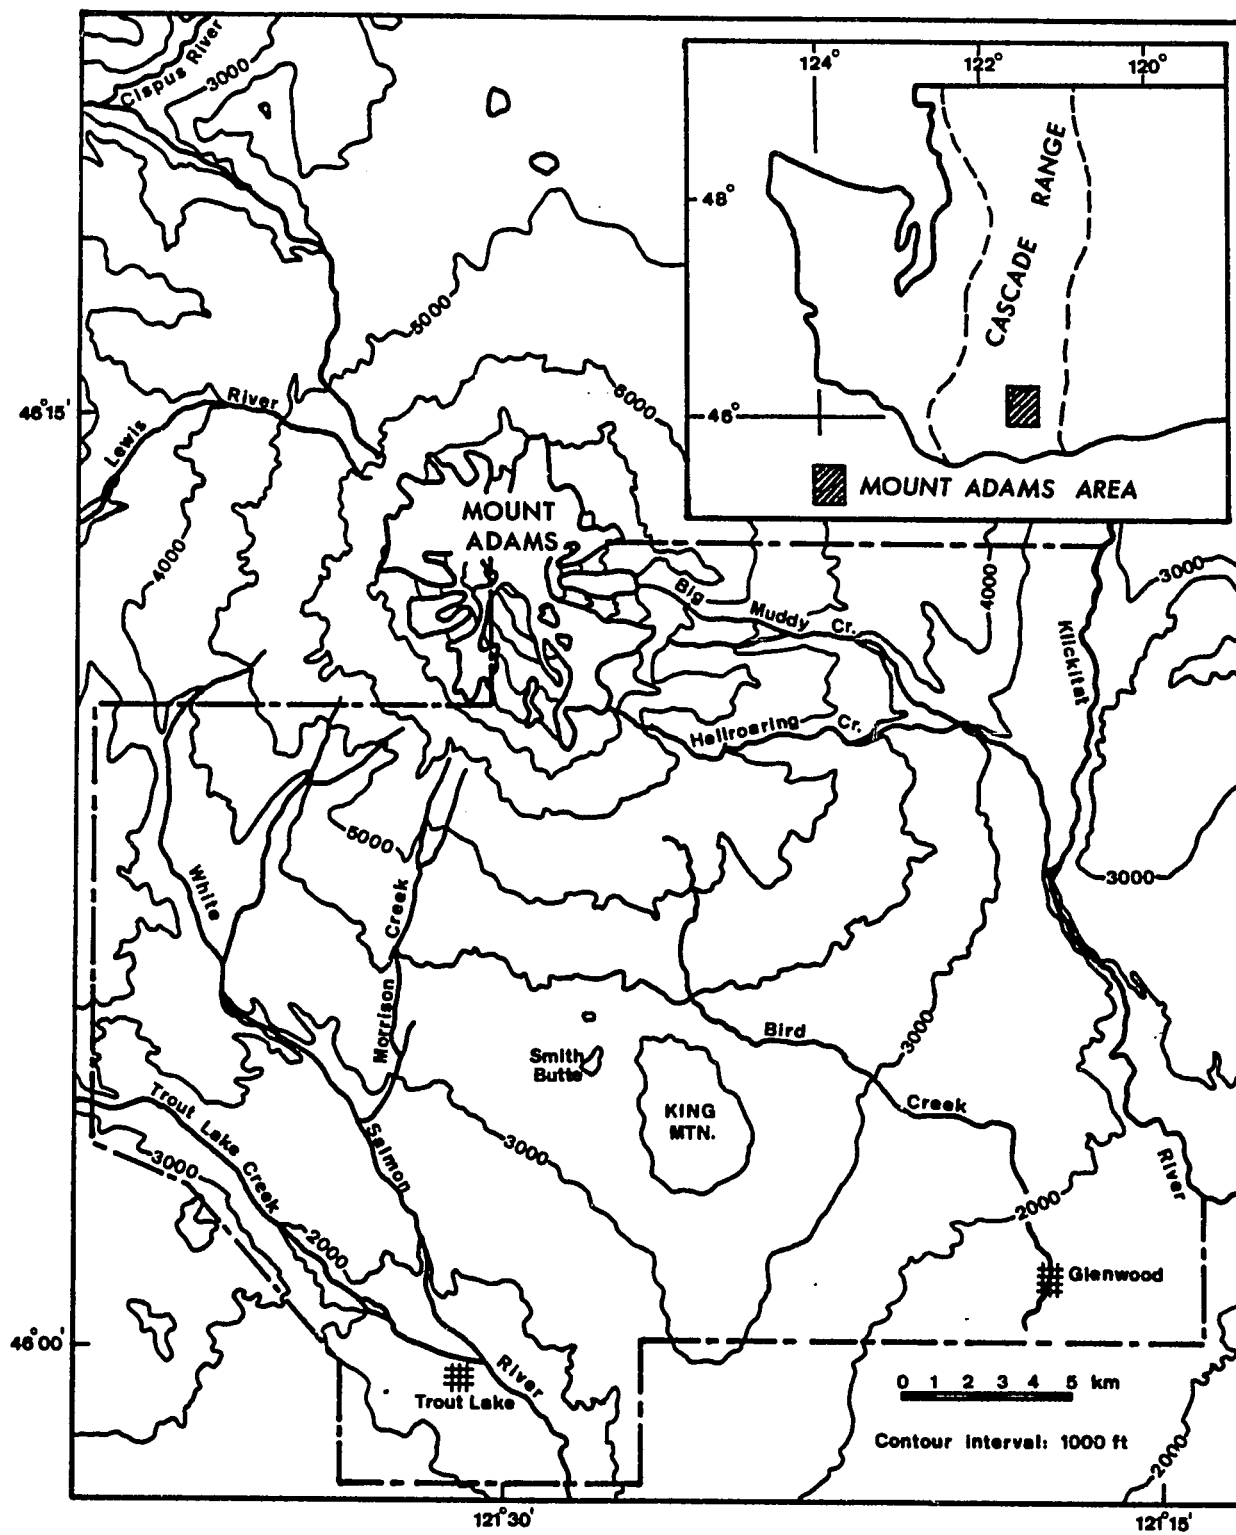 Cispus River
3000
124°
122°
120°
48°
46°
CASCADE RANGE
MOUNT ADAMS AREA
5000
6000
46°15'
Lewis River
4000
MOUNT
ADAMS
Big Muddy Cr.
4000
3000
Klickitat
Hellroaring Cr.
5000
3000
White
Morrison Creek
Smith
Butte
Bird Creek
3000
KING
MTN.
Trout Lake Creek
3000
Salmon
3000
River
2000
2000
Glenwood
46°00'
River
Trout Lake
0 1 2 3 4 5 km
Contour interval: 1000 ft
2000
121°30'
121°15'